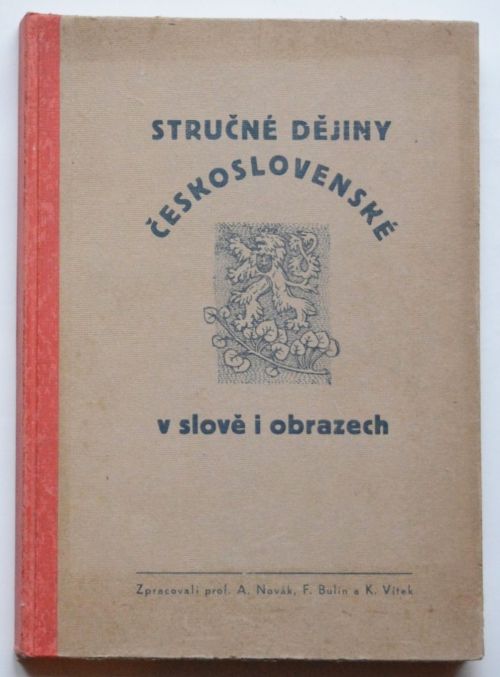 STRUČNÉ DĚJINY
ČESKOSLOVENSKÉ
v slově i obrazech
Zpracovali prof. A. Novák, F. Bulín a K. Vítek